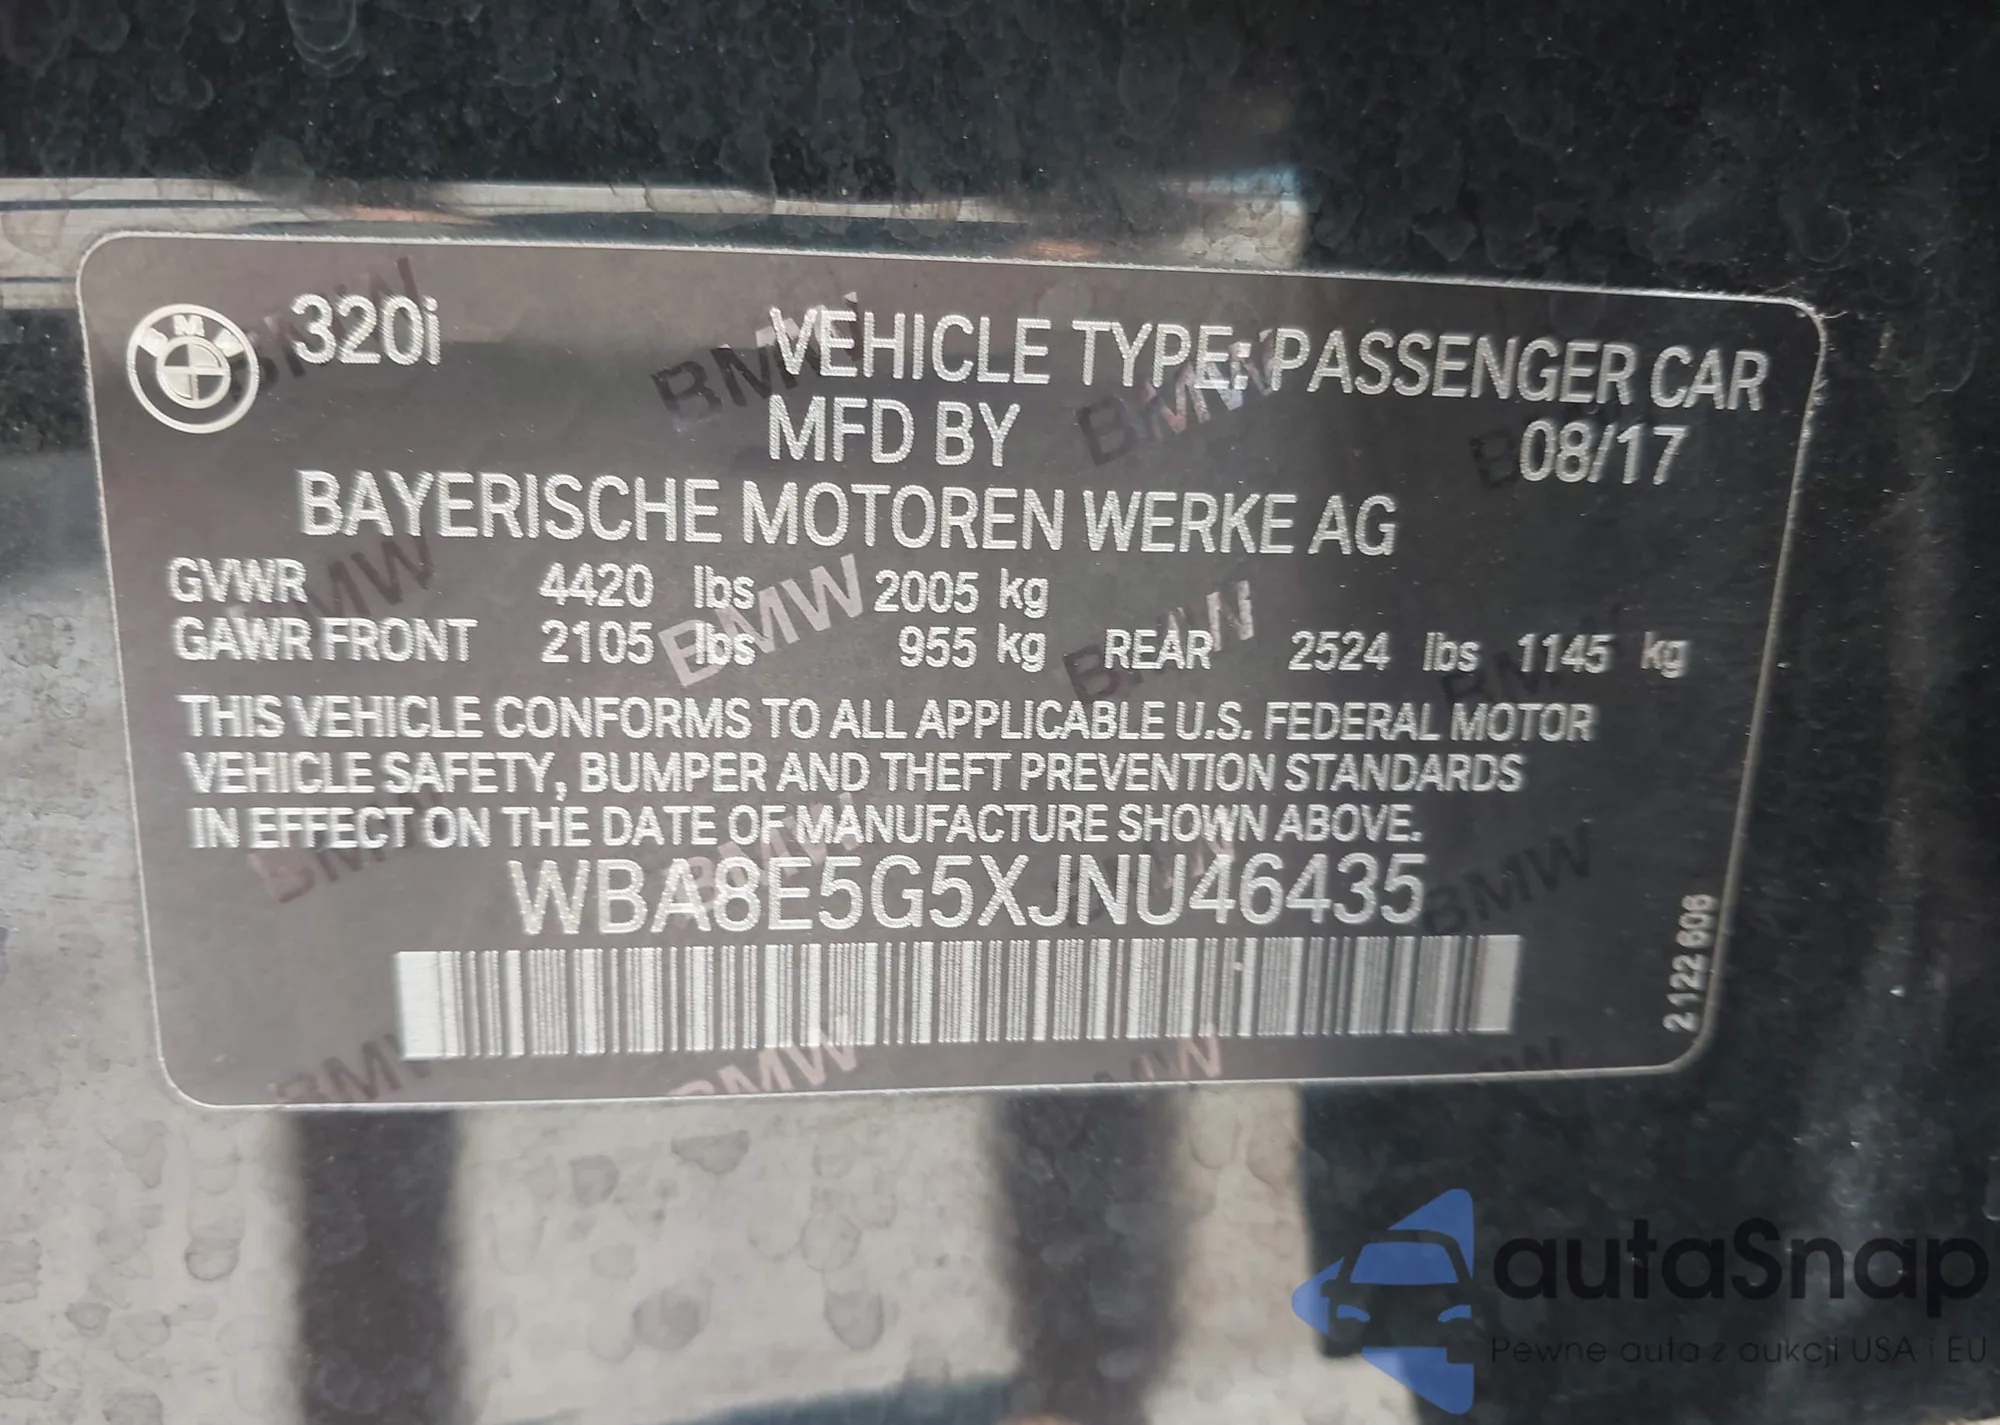 BMW 320i VEHICLE TYPE: PASSENGER CAR
MFD BY 08/17
BAYERISCHE MOTOREN WERKE AG
GVWR 4420 lbs 2005 kg
GAWR FRONT 2105 lbs 955 kg REAR 2524 lbs 1145 kg
THIS VEHICLE CONFORMS TO ALL APPLICABLE U.S. FEDERAL MOTOR
VEHICLE SAFETY, BUMPER AND THEFT PREVENTION STANDARDS
IN EFFECT ON THE DATE OF MANUFACTURE SHOWN ABOVE.
WBA8E5G5XJNU46435
2122606
autaSnap
Pewne auta z aukcji USA i EU